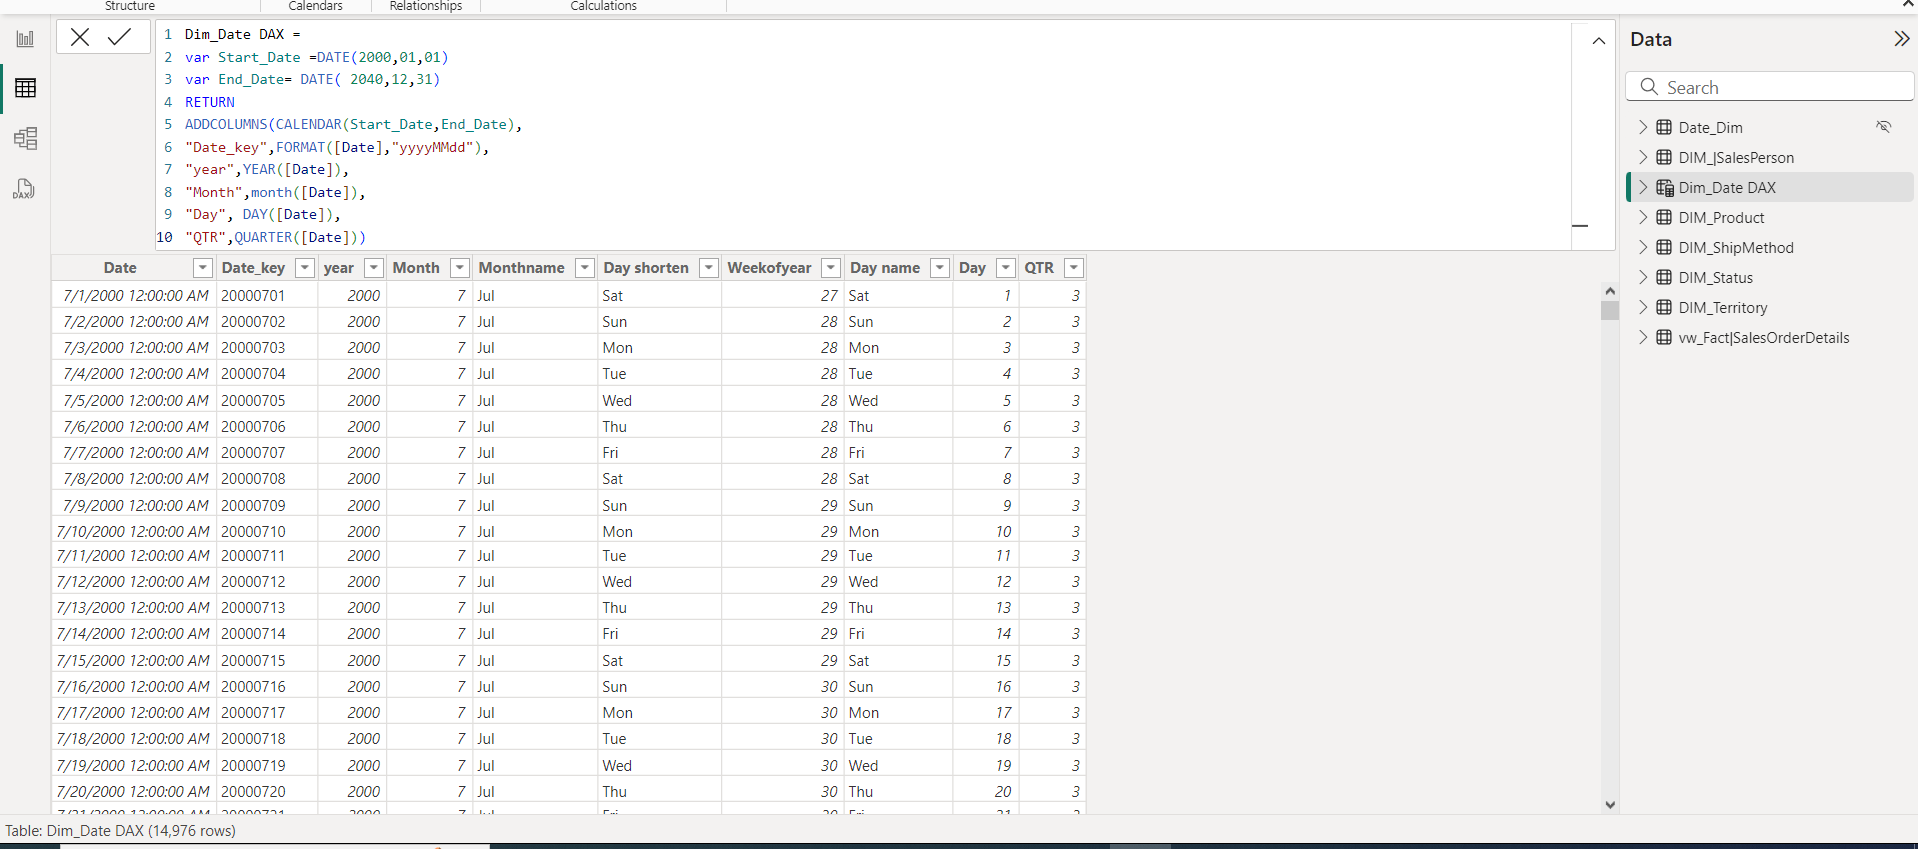 Structure Calendars Relationships Calculations
1 Dim_Date DAX =
2 var Start_Date =DATE(2000,01,01)
3 var End_Date= DATE( 2040,12,31)
4 RETURN
5 ADDCOLUMNS(CALENDAR(Start_Date,End_Date),
6 "Date_key",FORMAT([Date],"yyyyMMdd"),
7 "year",YEAR([Date]),
8 "Month",month([Date]),
9 "Day", DAY([Date]),
10 "QTR",QUARTER([Date]))
DAX
Date Date_key year Month Monthname Day shorten Weekofyear Day name Day QTR
7/1/2000 12:00:00 AM 20000701 2000 7 Jul Sat 27 Sat 1 3
7/2/2000 12:00:00 AM 20000702 2000 7 Jul Sun 28 Sun 2 3
7/3/2000 12:00:00 AM 20000703 2000 7 Jul Mon 28 Mon 3 3
7/4/2000 12:00:00 AM 20000704 2000 7 Jul Tue 28 Tue 4 3
7/5/2000 12:00:00 AM 20000705 2000 7 Jul Wed 28 Wed 5 3
7/6/2000 12:00:00 AM 20000706 2000 7 Jul Thu 28 Thu 6 3
7/7/2000 12:00:00 AM 20000707 2000 7 Jul Fri 28 Fri 7 3
7/8/2000 12:00:00 AM 20000708 2000 7 Jul Sat 28 Sat 8 3
7/9/2000 12:00:00 AM 20000709 2000 7 Jul Sun 29 Sun 9 3
7/10/2000 12:00:00 AM 20000710 2000 7 Jul Mon 29 Mon 10 3
7/11/2000 12:00:00 AM 20000711 2000 7 Jul Tue 29 Tue 11 3
7/12/2000 12:00:00 AM 20000712 2000 7 Jul Wed 29 Wed 12 3
7/13/2000 12:00:00 AM 20000713 2000 7 Jul Thu 29 Thu 13 3
7/14/2000 12:00:00 AM 20000714 2000 7 Jul Fri 29 Fri 14 3
7/15/2000 12:00:00 AM 20000715 2000 7 Jul Sat 29 Sat 15 3
7/16/2000 12:00:00 AM 20000716 2000 7 Jul Sun 30 Sun 16 3
7/17/2000 12:00:00 AM 20000717 2000 7 Jul Mon 30 Mon 17 3
7/18/2000 12:00:00 AM 20000718 2000 7 Jul Tue 30 Tue 18 3
7/19/2000 12:00:00 AM 20000719 2000 7 Jul Wed 30 Wed 19 3
7/20/2000 12:00:00 AM 20000720 2000 7 Jul Thu 30 Thu 20 3
Table: Dim_Date DAX (14,976 rows)
Data
Search
Date_Dim
DIM_|SalesPerson
Dim_Date DAX
DIM_Product
DIM_ShipMethod
DIM_Status
DIM_Territory
vw_Fact|SalesOrderDetails